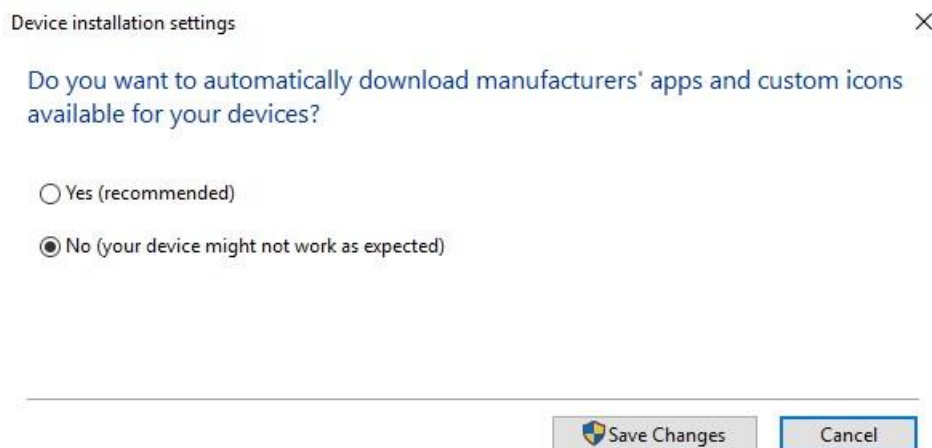 Device installation settings
Do you want to automatically download manufacturers' apps and custom icons
available for your devices?
Yes (recommended)
No (your device might not work as expected)
Save Changes
Cancel